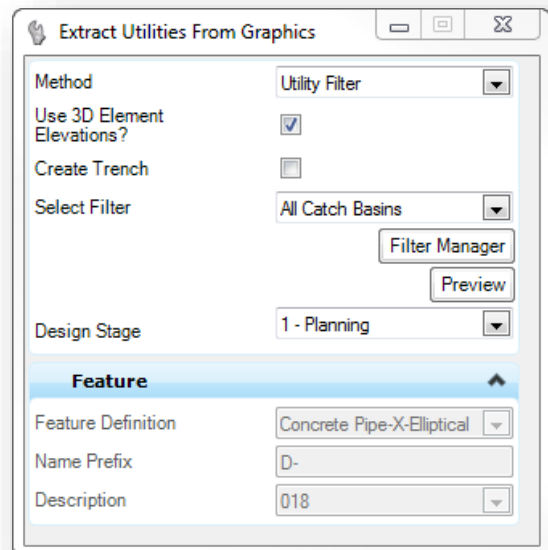 Extract Utilities From Graphics
Method Utility Filter
Use 3D Element
Elevations?
Create Trench
Select Filter All Catch Basins
Filter Manager
Preview
Design Stage 1 - Planning
Feature
Feature Definition Concrete Pipe-X-Elliptical
Name Prefix D-
Description 018